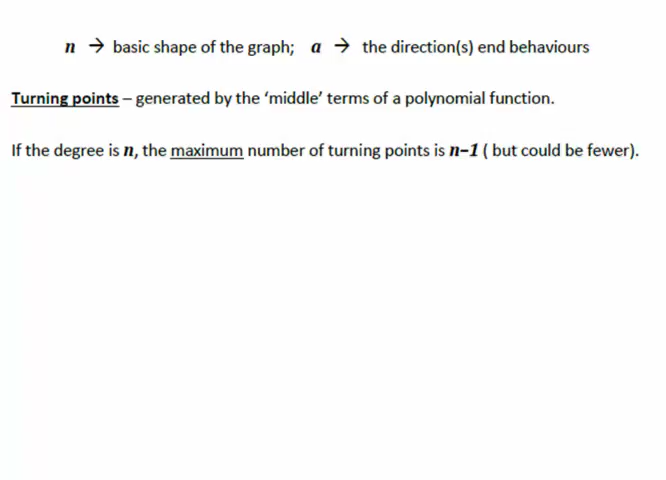 n → basic shape of the graph; a → the direction(s) end behaviours
Turning points – generated by the ‘middle’ terms of a polynomial function.
If the degree is n, the maximum number of turning points is n−1 ( but could be fewer).